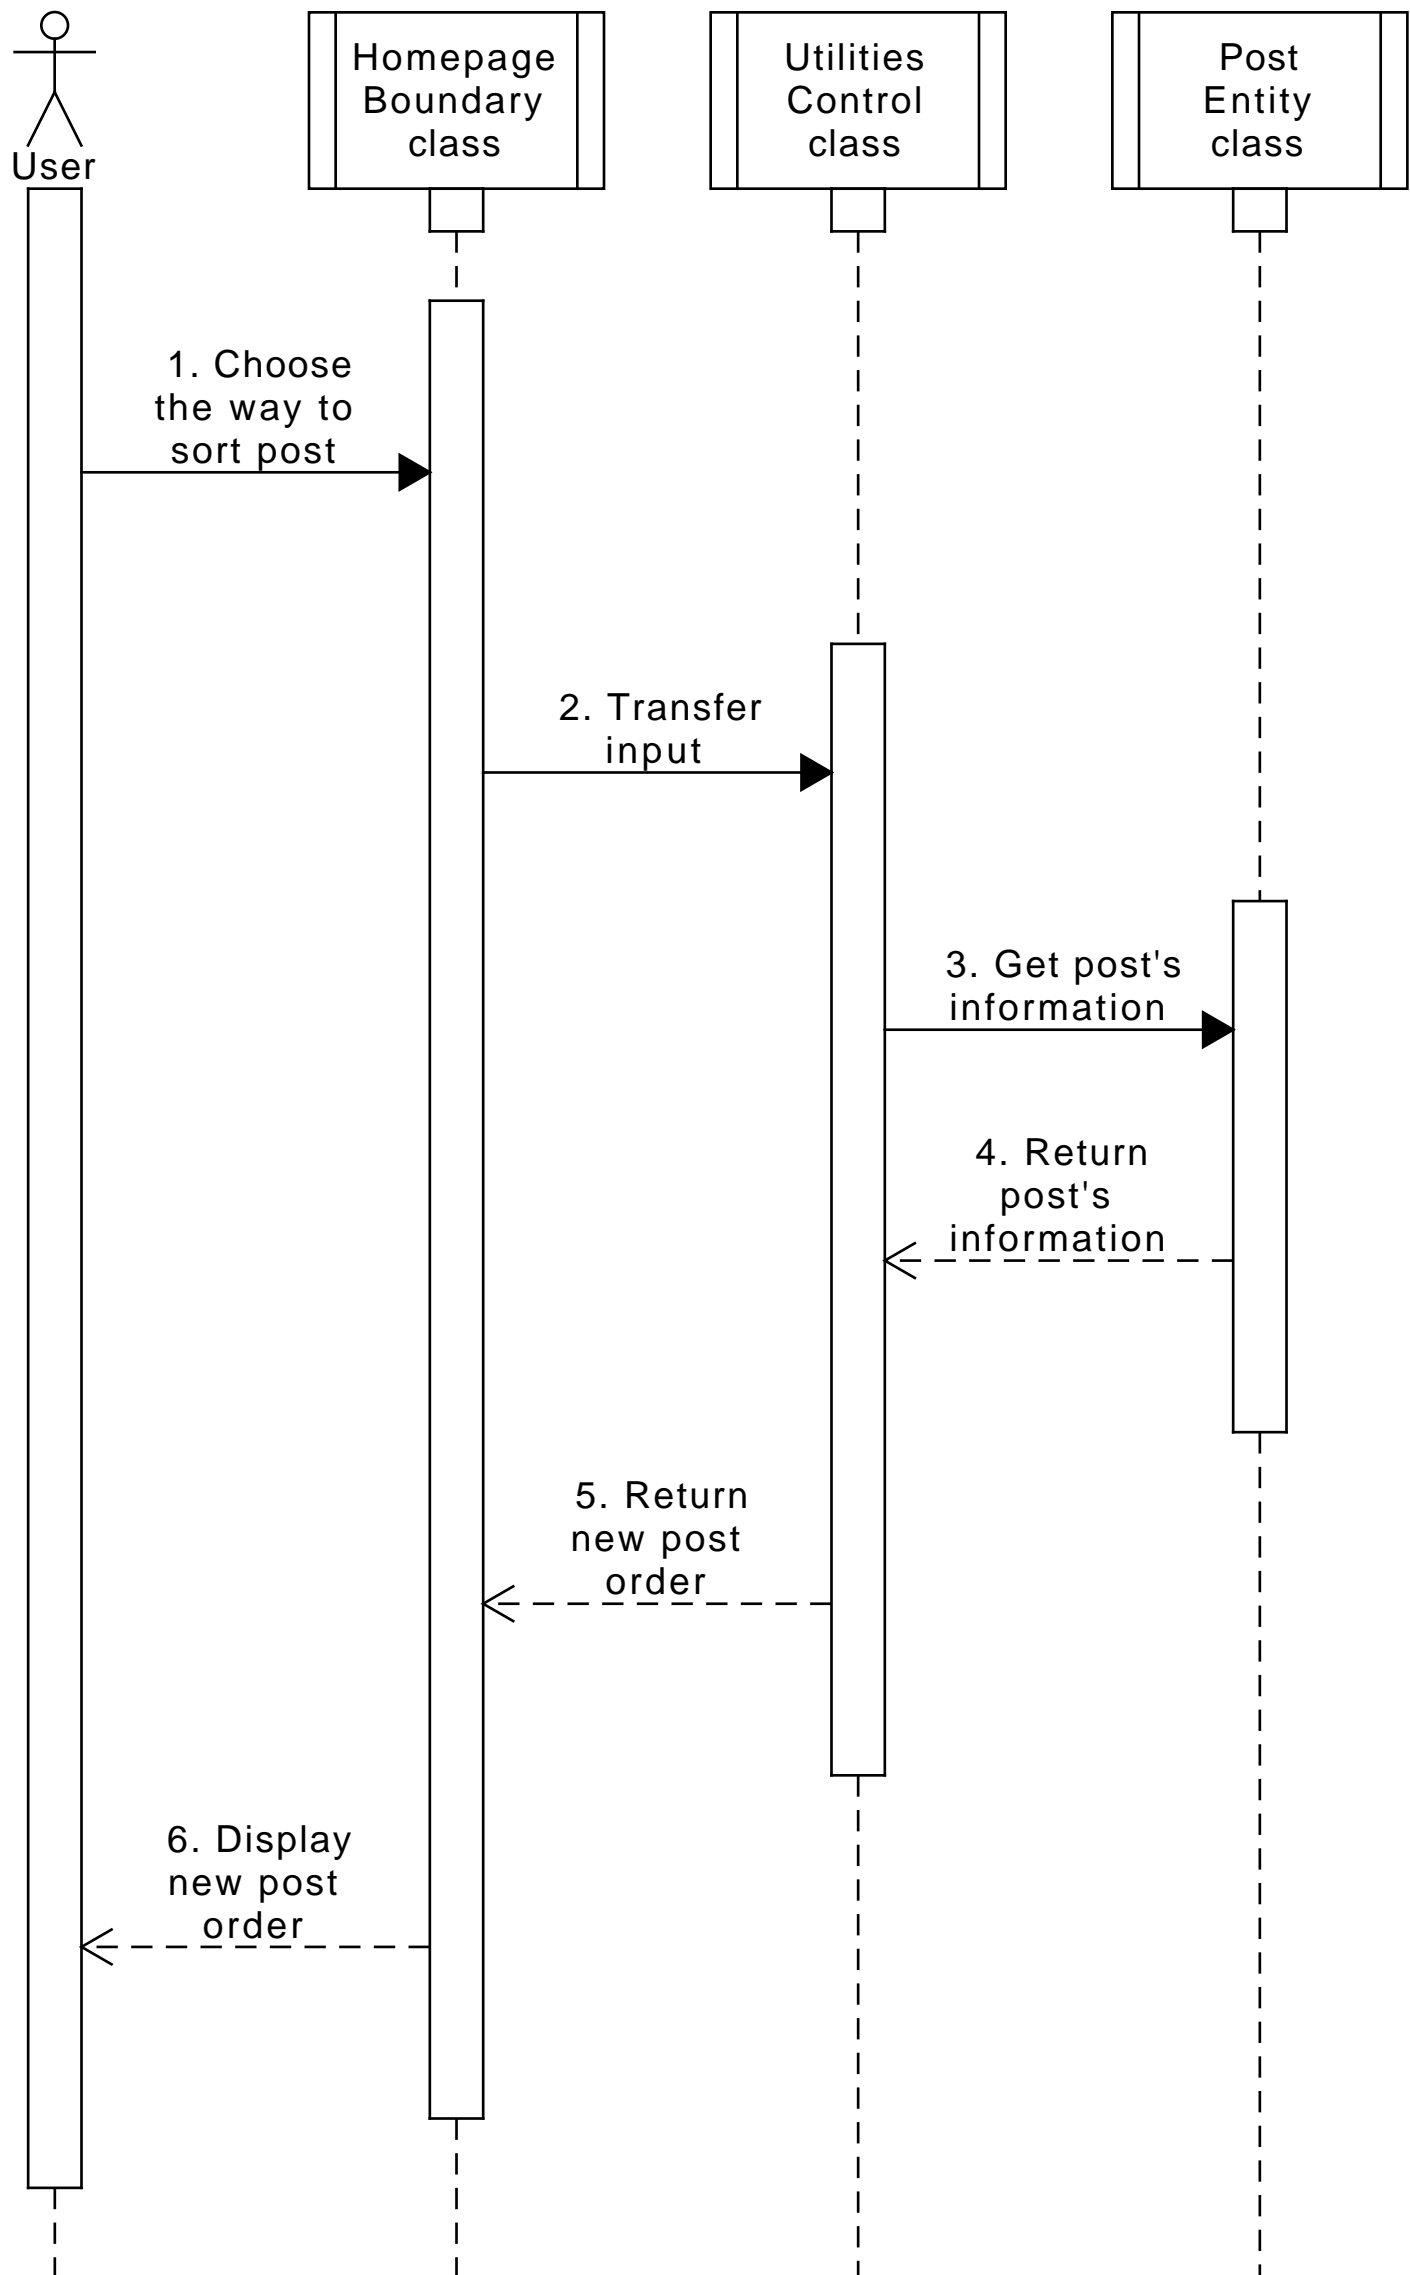 User
Homepage
Boundary
class
Utilities
Control
class
Post
Entity
class
1. Choose
the way to
sort post
2. Transfer
input
3. Get post's
information
4. Return
post's
information
5. Return
new post
order
6. Display
new post
order